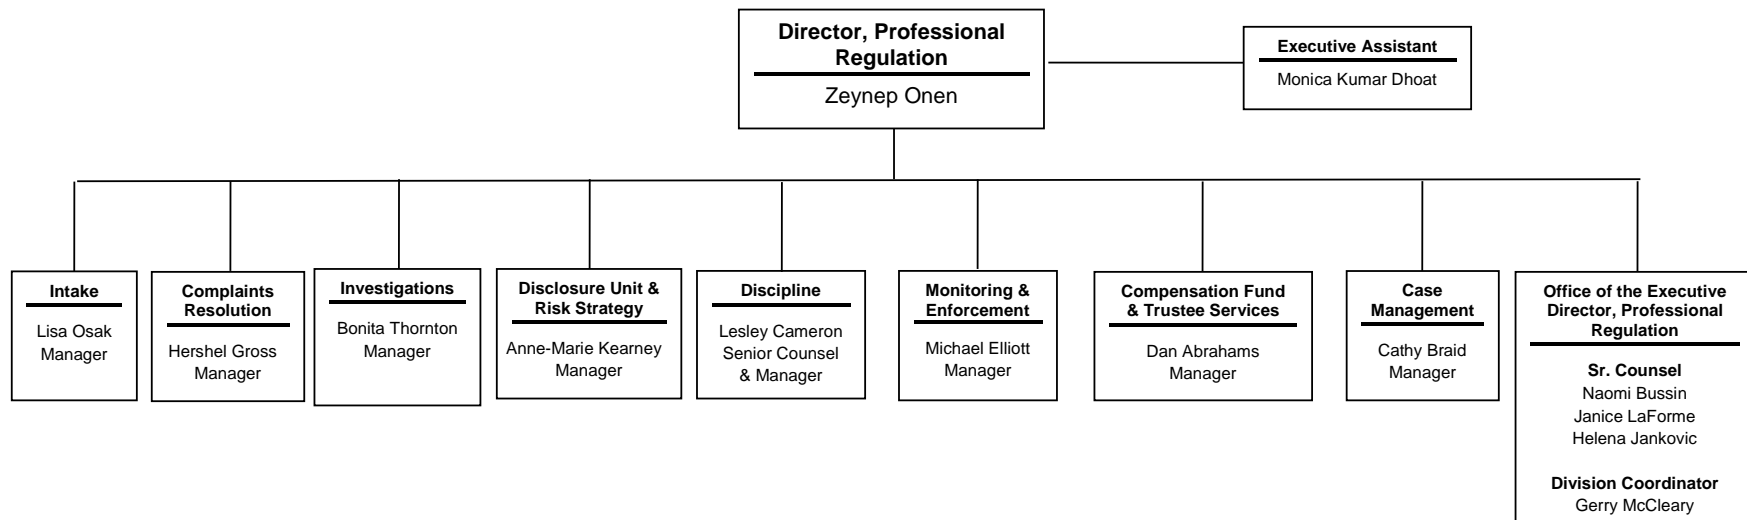 Director, Professional
Regulation
Zeynep Onen
Executive Assistant
Monica Kumar Dhoat
Intake
Lisa Osak
Manager
Complaints
Resolution
Hershel Gross
Manager
Investigations
Bonita Thornton
Manager
Disclosure Unit &
Risk Strategy
Anne-Marie Kearney
Manager
Discipline
Lesley Cameron
Senior Counsel
& Manager
Monitoring &
Enforcement
Michael Elliott
Manager
Compensation Fund
& Trustee Services
Dan Abrahams
Manager
Case
Management
Cathy Braid
Manager
Office of the Executive
Director, Professional
Regulation
Sr. Counsel
Naomi Bussin
Janice LaForme
Helena Jankovic
Division Coordinator
Gerry McCleary